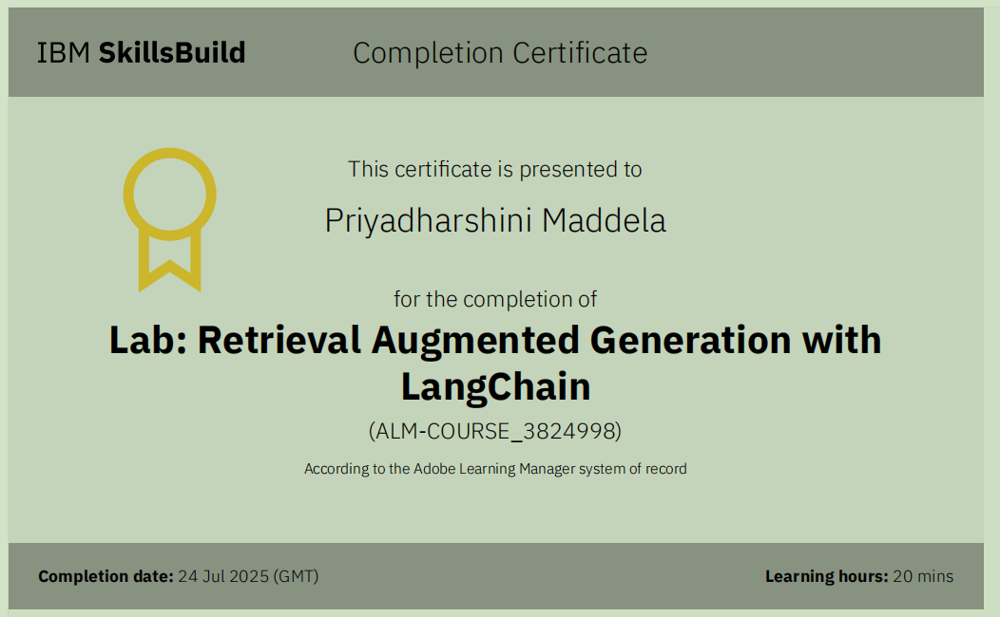 IBM SkillsBuild
Completion Certificate
This certificate is presented to
Priyadharshini Maddela
for the completion of
Lab: Retrieval Augmented Generation with
LangChain
(ALM-COURSE_3824998)
According to the Adobe Learning Manager system of record
Completion date: 24 Jul 2025 (GMT)
Learning hours: 20 mins